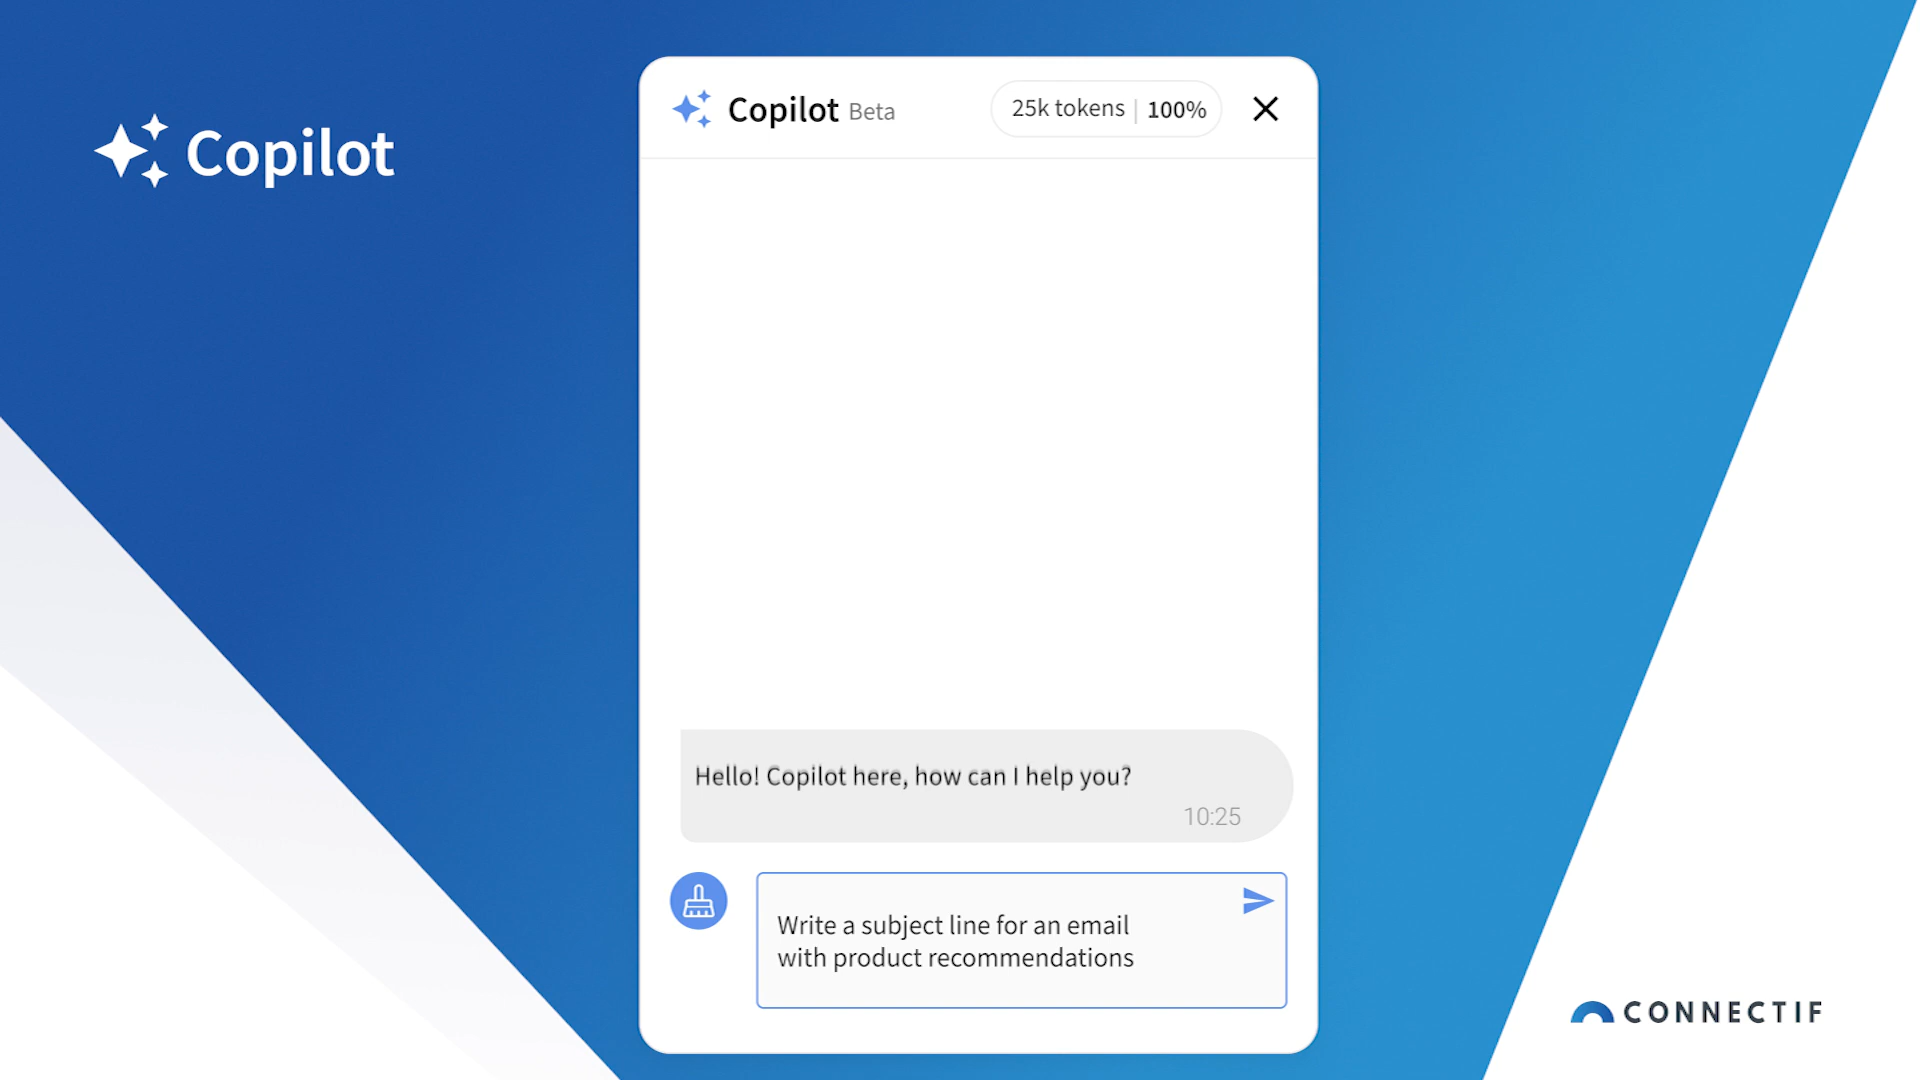 Copilot
Copilot Beta
25k tokens | 100%
Hello! Copilot here, how can I help you?
10:25
Write a subject line for an email
with product recommendations
CONNECTIF